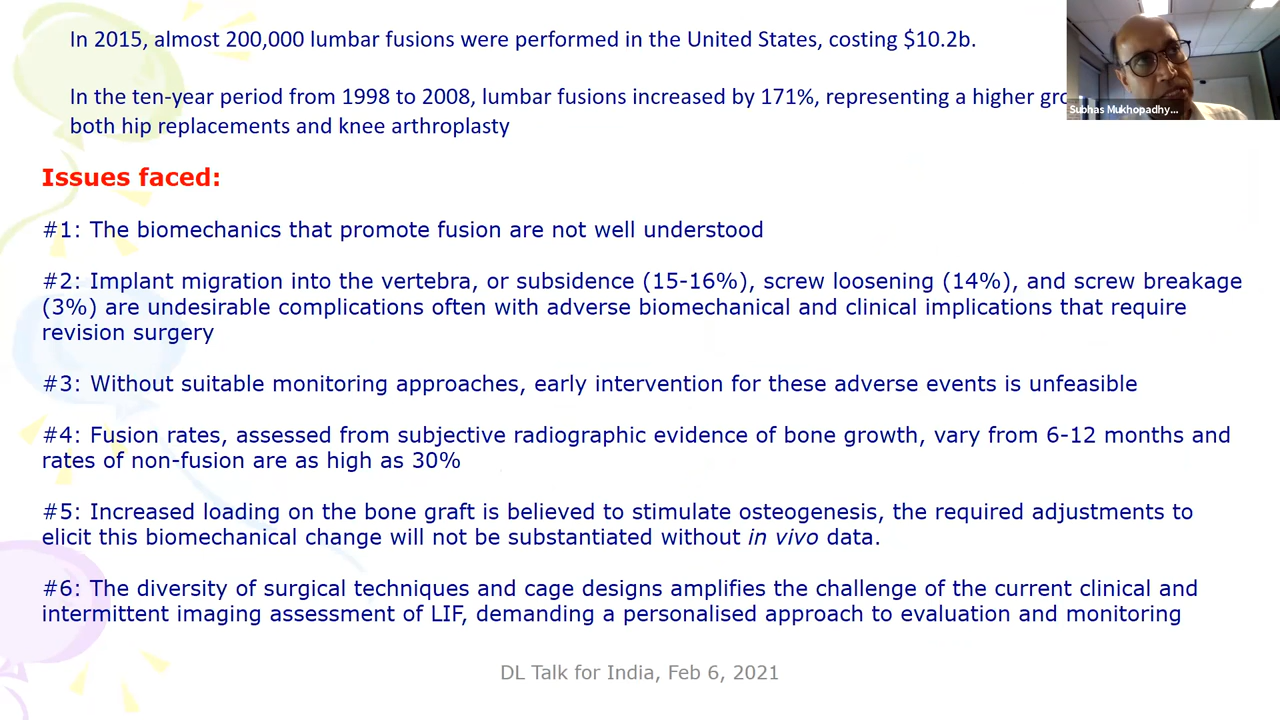 In 2015, almost 200,000 lumbar fusions were performed in the United States, costing $10.2b.
In the ten-year period from 1998 to 2008, lumbar fusions increased by 171%, representing a higher
both hip replacements and knee arthroplasty
Subhas Mukhopadhy...
Issues faced:
#1: The biomechanics that promote fusion are not well understood
#2: Implant migration into the vertebra, or subsidence (15-16%), screw loosening (14%), and screw breakage
(3%) are undesirable complications often with adverse biomechanical and clinical implications that require
revision surgery
#3: Without suitable monitoring approaches, early intervention for these adverse events is unfeasible
#4: Fusion rates, assessed from subjective radiographic evidence of bone growth, vary from 6-12 months and
rates of non-fusion are as high as 30%
#5: Increased loading on the bone graft is believed to stimulate osteogenesis, the required adjustments to
elicit this biomechanical change will not be substantiated without in vivo data.
#6: The diversity of surgical techniques and cage designs amplifies the challenge of the current clinical and
intermittent imaging assessment of LIF, demanding a personalised approach to evaluation and monitoring
DL Talk for India, Feb 6, 2021